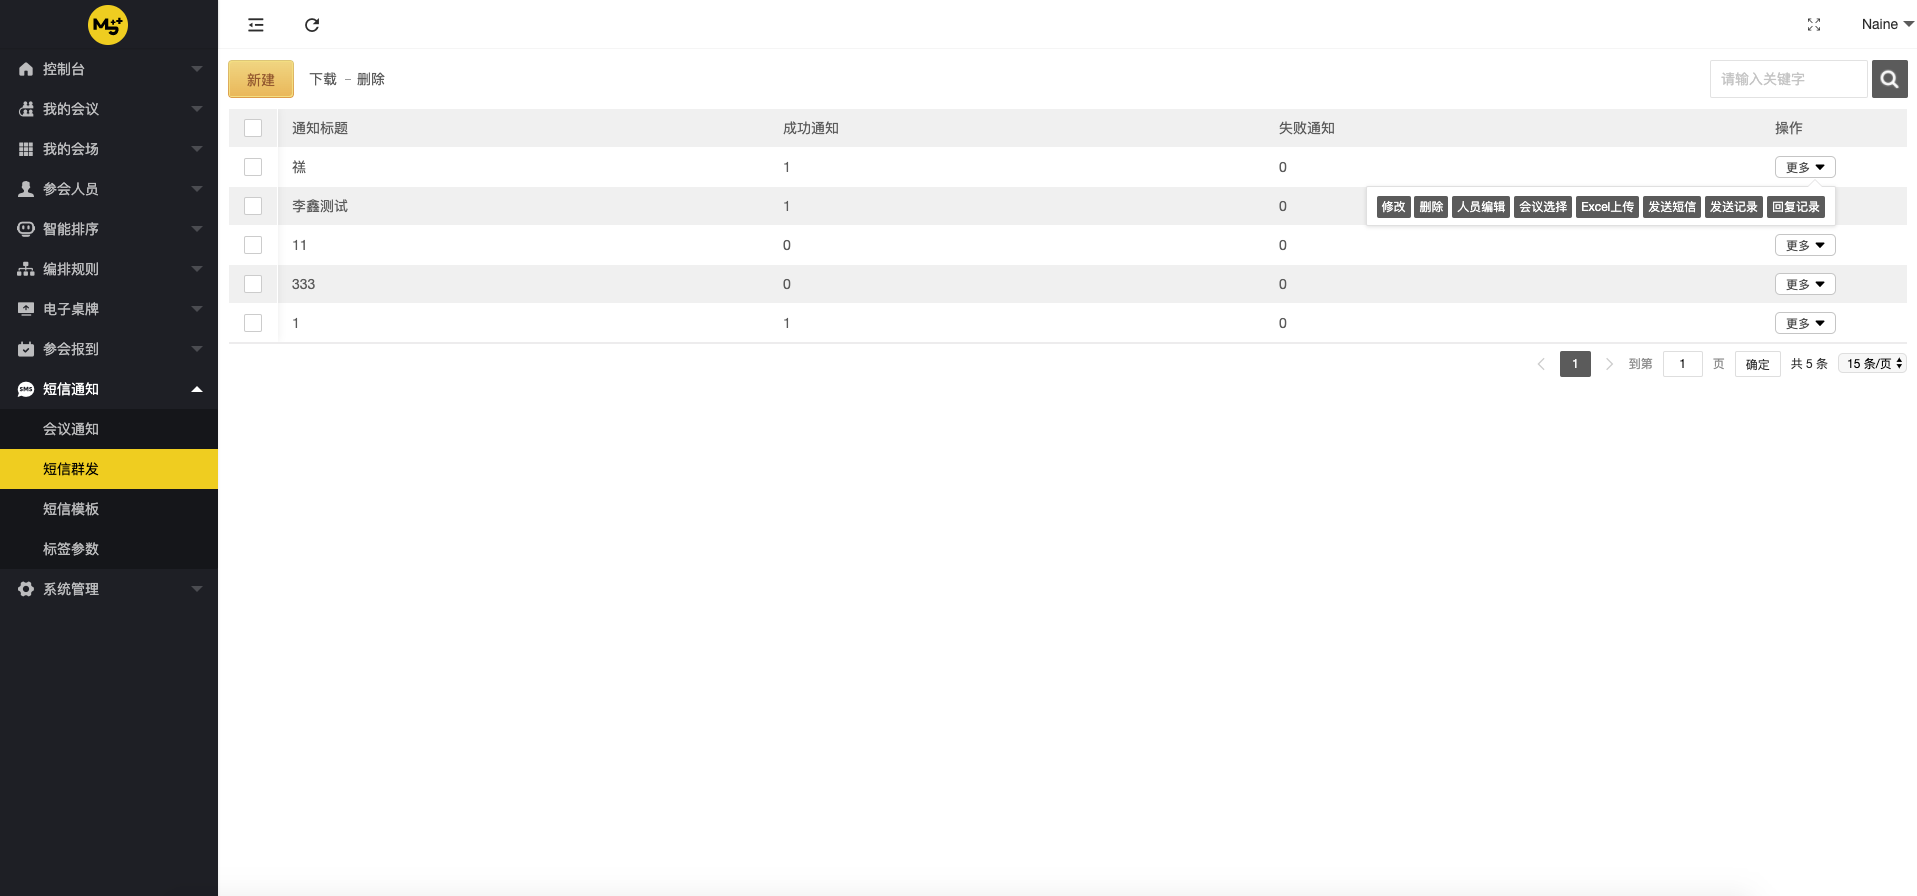 M5++
Naine
控制台
我的会议
我的会场
参会人员
智能排序
编排规则
电子桌牌
参会报到
SMS 短信通知
会议通知
短信群发
短信模板
标签参数
系统管理
新建 下载 - 删除 请输入关键字
通知标题 成功通知 失败通知 操作
1 0 更多
李鑫测试 1 0
修改 删除 人员编辑 会议选择 Excel上传 发送短信 发送记录 回复记录
11 0 0 更多
333 0 0 更多
1 1 0 更多
1 到第 1 页 确定 共 5 条 15 条/页